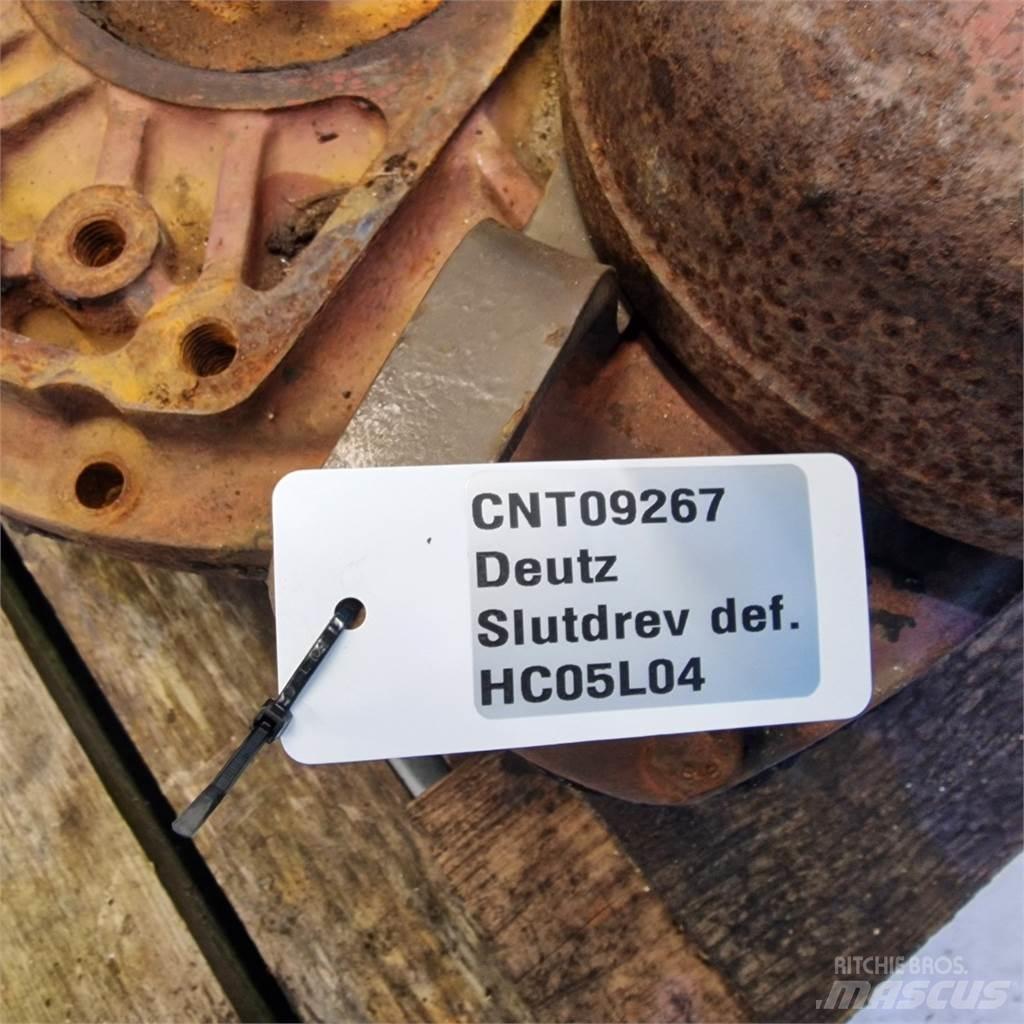 CNT09267
Deutz
Slutdrev def.
HC05L04
RITCHIE BROS.
MASCUS